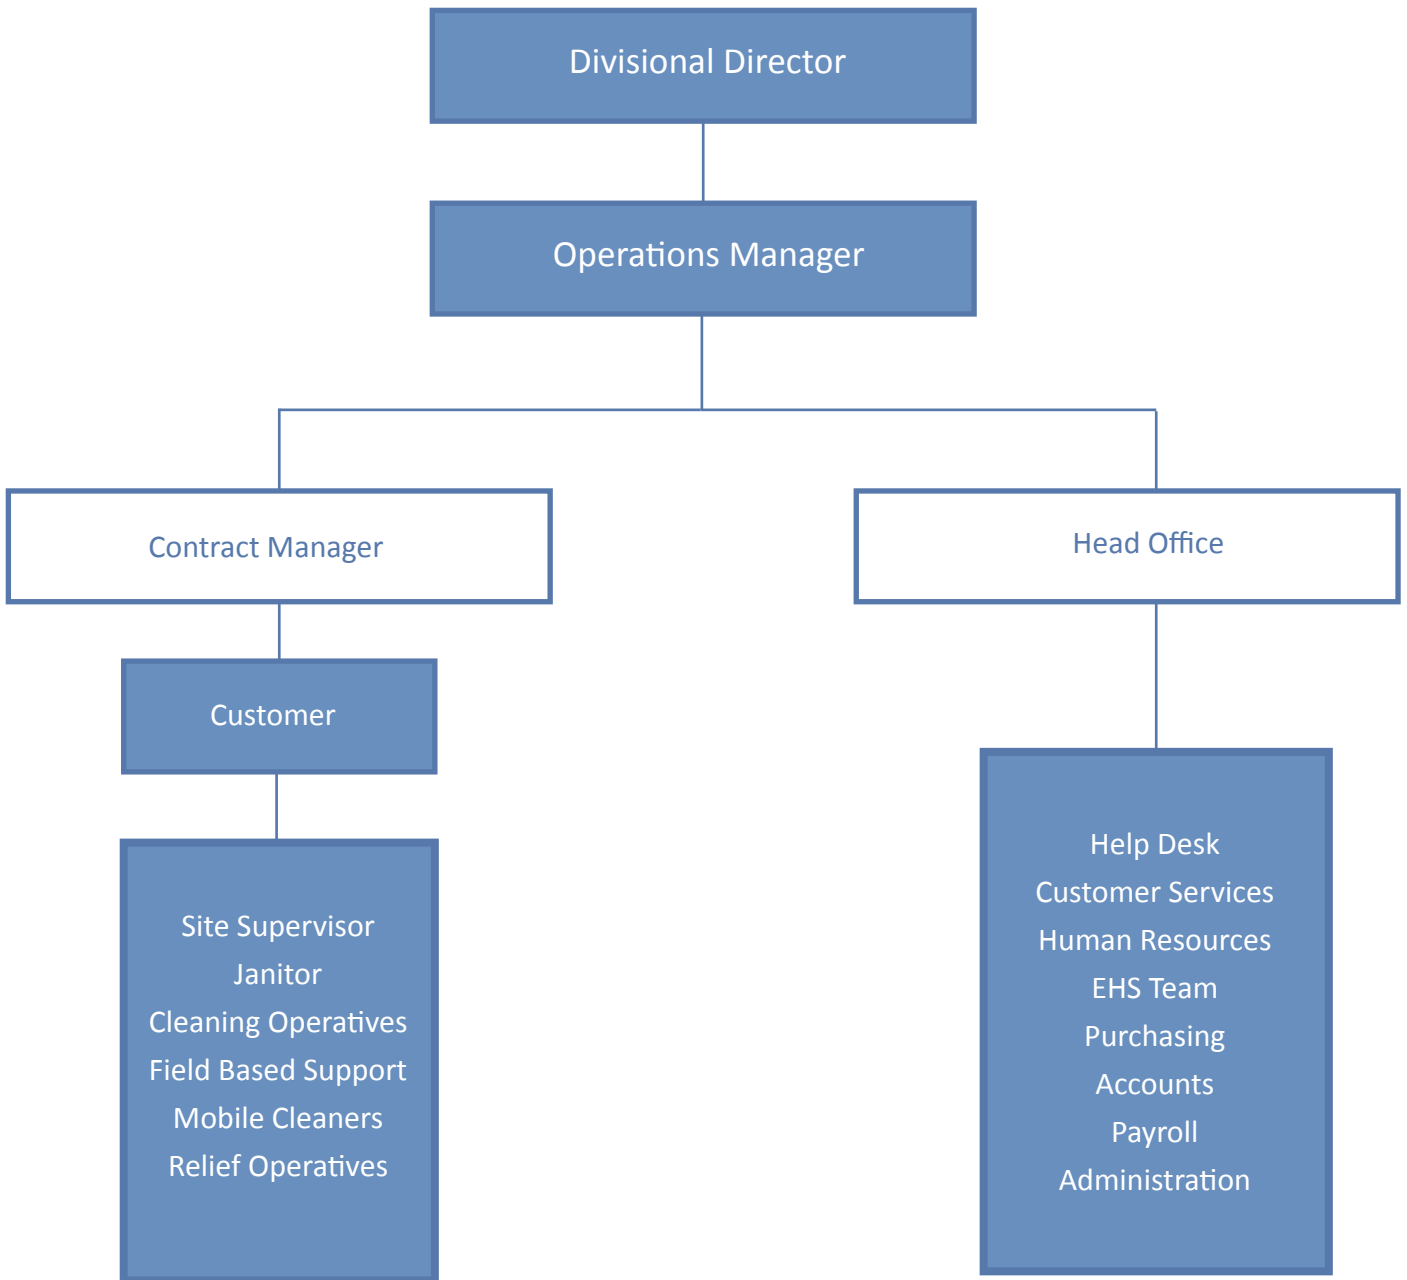 Divisional Director
Operations Manager
Contract Manager
Head Office
Customer
Site Supervisor
Janitor
Cleaning Operatives
Field Based Support
Mobile Cleaners
Relief Operatives
Help Desk
Customer Services
Human Resources
EHS Team
Purchasing
Accounts
Payroll
Administration